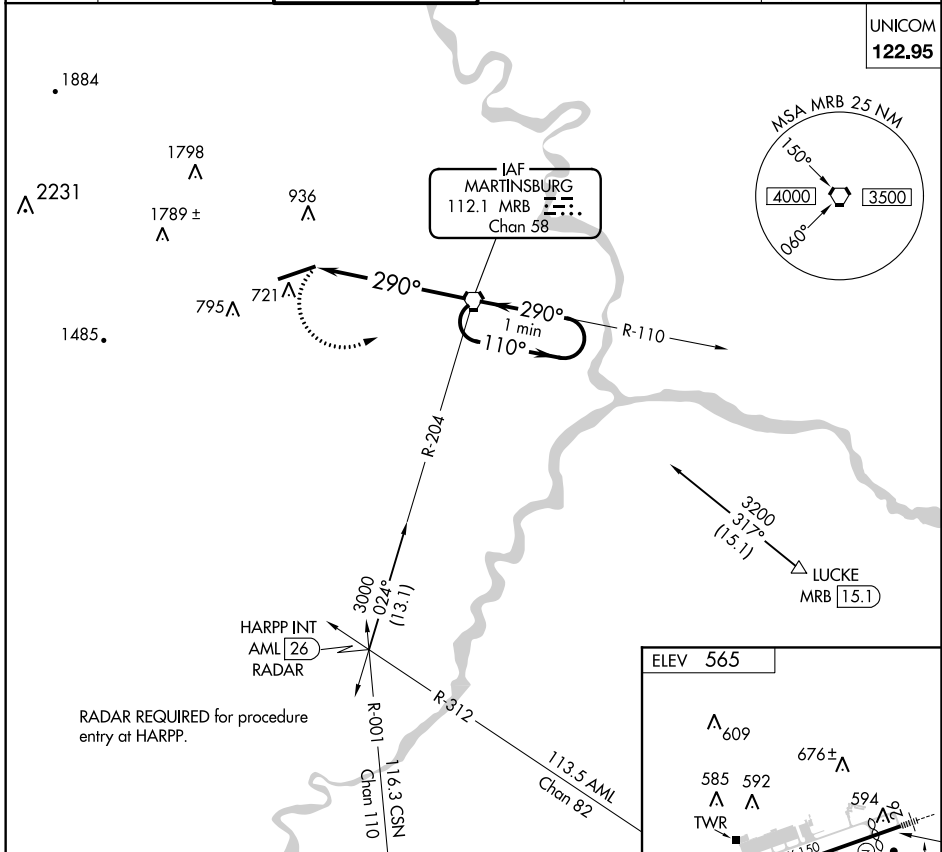 UNICOM
122.95
1884
MSA MRB 25 NM
150°
4000
3500
060°
1798
2231
1789 ±
936
IAF
MARTINSBURG
112.1 MRB
Chan 58
290°
721
795
1485
290°
1 min
110°
R-110
R-204
3200
317°
(15.1)
LUCKE
MRB 15.1
3000
024°
(13.1)
HARPP INT
AML 26
RADAR
RADAR REQUIRED for procedure
entry at HARPP.
R-312
R-001
116.3 CSN
Chan 110
113.5 AML
Chan 82
ELEV 565
609
676±
585
592
594
TWR
26
150